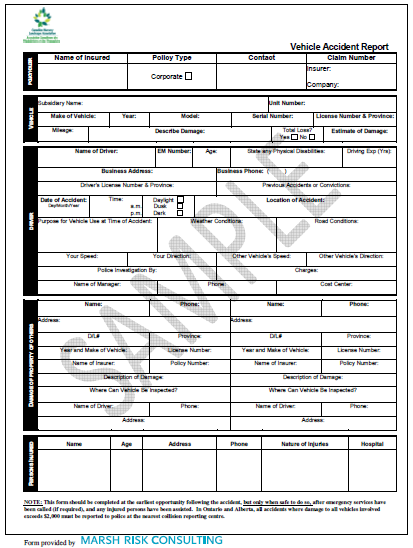 Canadian Nursery
Landscape Association
Vehicle Accident Report
POLICYHOLDER
Name of Insured Policy Type Contact Claim Number
Corporate Insurer:
Company:
VEHICLE
Subsidiary Name: Unit Number:
Make of Vehicle: Year: Model: Serial Number: License Number & Province:
Mileage: Describe Damage: Total Loss? Estimate of Damage:
Yes No
DRIVER
Name of Driver: EM Number: Age: State any Physical Disabilities: Driving Exp (Yrs):
Business Address: Business Phone: ( )
Driver's License Number & Province: Previous Accidents or Convictions:
Date of Accident: Time: Daylight Location of Accident:
Day/Month/Year a.m. Dusk
p.m. Dark
Purpose for Vehicle Use at Time of Accident: Weather Conditions: Road Conditions:
Your Speed: Your Direction: Other Vehicle's Speed: Other Vehicle's Direction:
Police Investigation By: Charges:
Name of Manager: Phone: Cost Center:
DAMAGE OF PROPERTY OF OTHERS
Name: Phone: Name: Phone:
Address: Address:
D/L# Province: D/L# Province:
Year and Make of Vehicle: License Number: Year and Make of Vehicle: License Number:
Name of Insurer: Policy Number: Name of Insurer: Policy Number:
Description of Damage: Description of Damage:
Where Can Vehicle Be Inspected? Where Can Vehicle Be Inspected?
Name of Driver: Phone: Name of Driver: Phone:
Address: Address:
PERSONS INJURED
Name Age Address Phone Nature of Injuries Hospital
SAMPLE
NOTE: This form should be completed at the earliest opportunity following the accident, but only when safe to do so, after emergency services have
been called (if required), and any injured persons have been assisted. In Ontario and Alberta, all accidents where damage to all vehicles involved
exceeds $2,000 must be reported to police at the nearest collision reporting centre.
Form provided by MARSH RISK CONSULTING